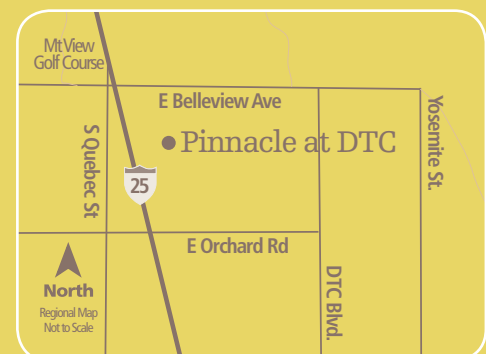 Mt View
Golf Course
E Belleview Ave
Yosemite St.
S Quebec St
Pinnacle at DTC
25
E Orchard Rd
North
DTC Blvd.
Regional Map
Not to Scale